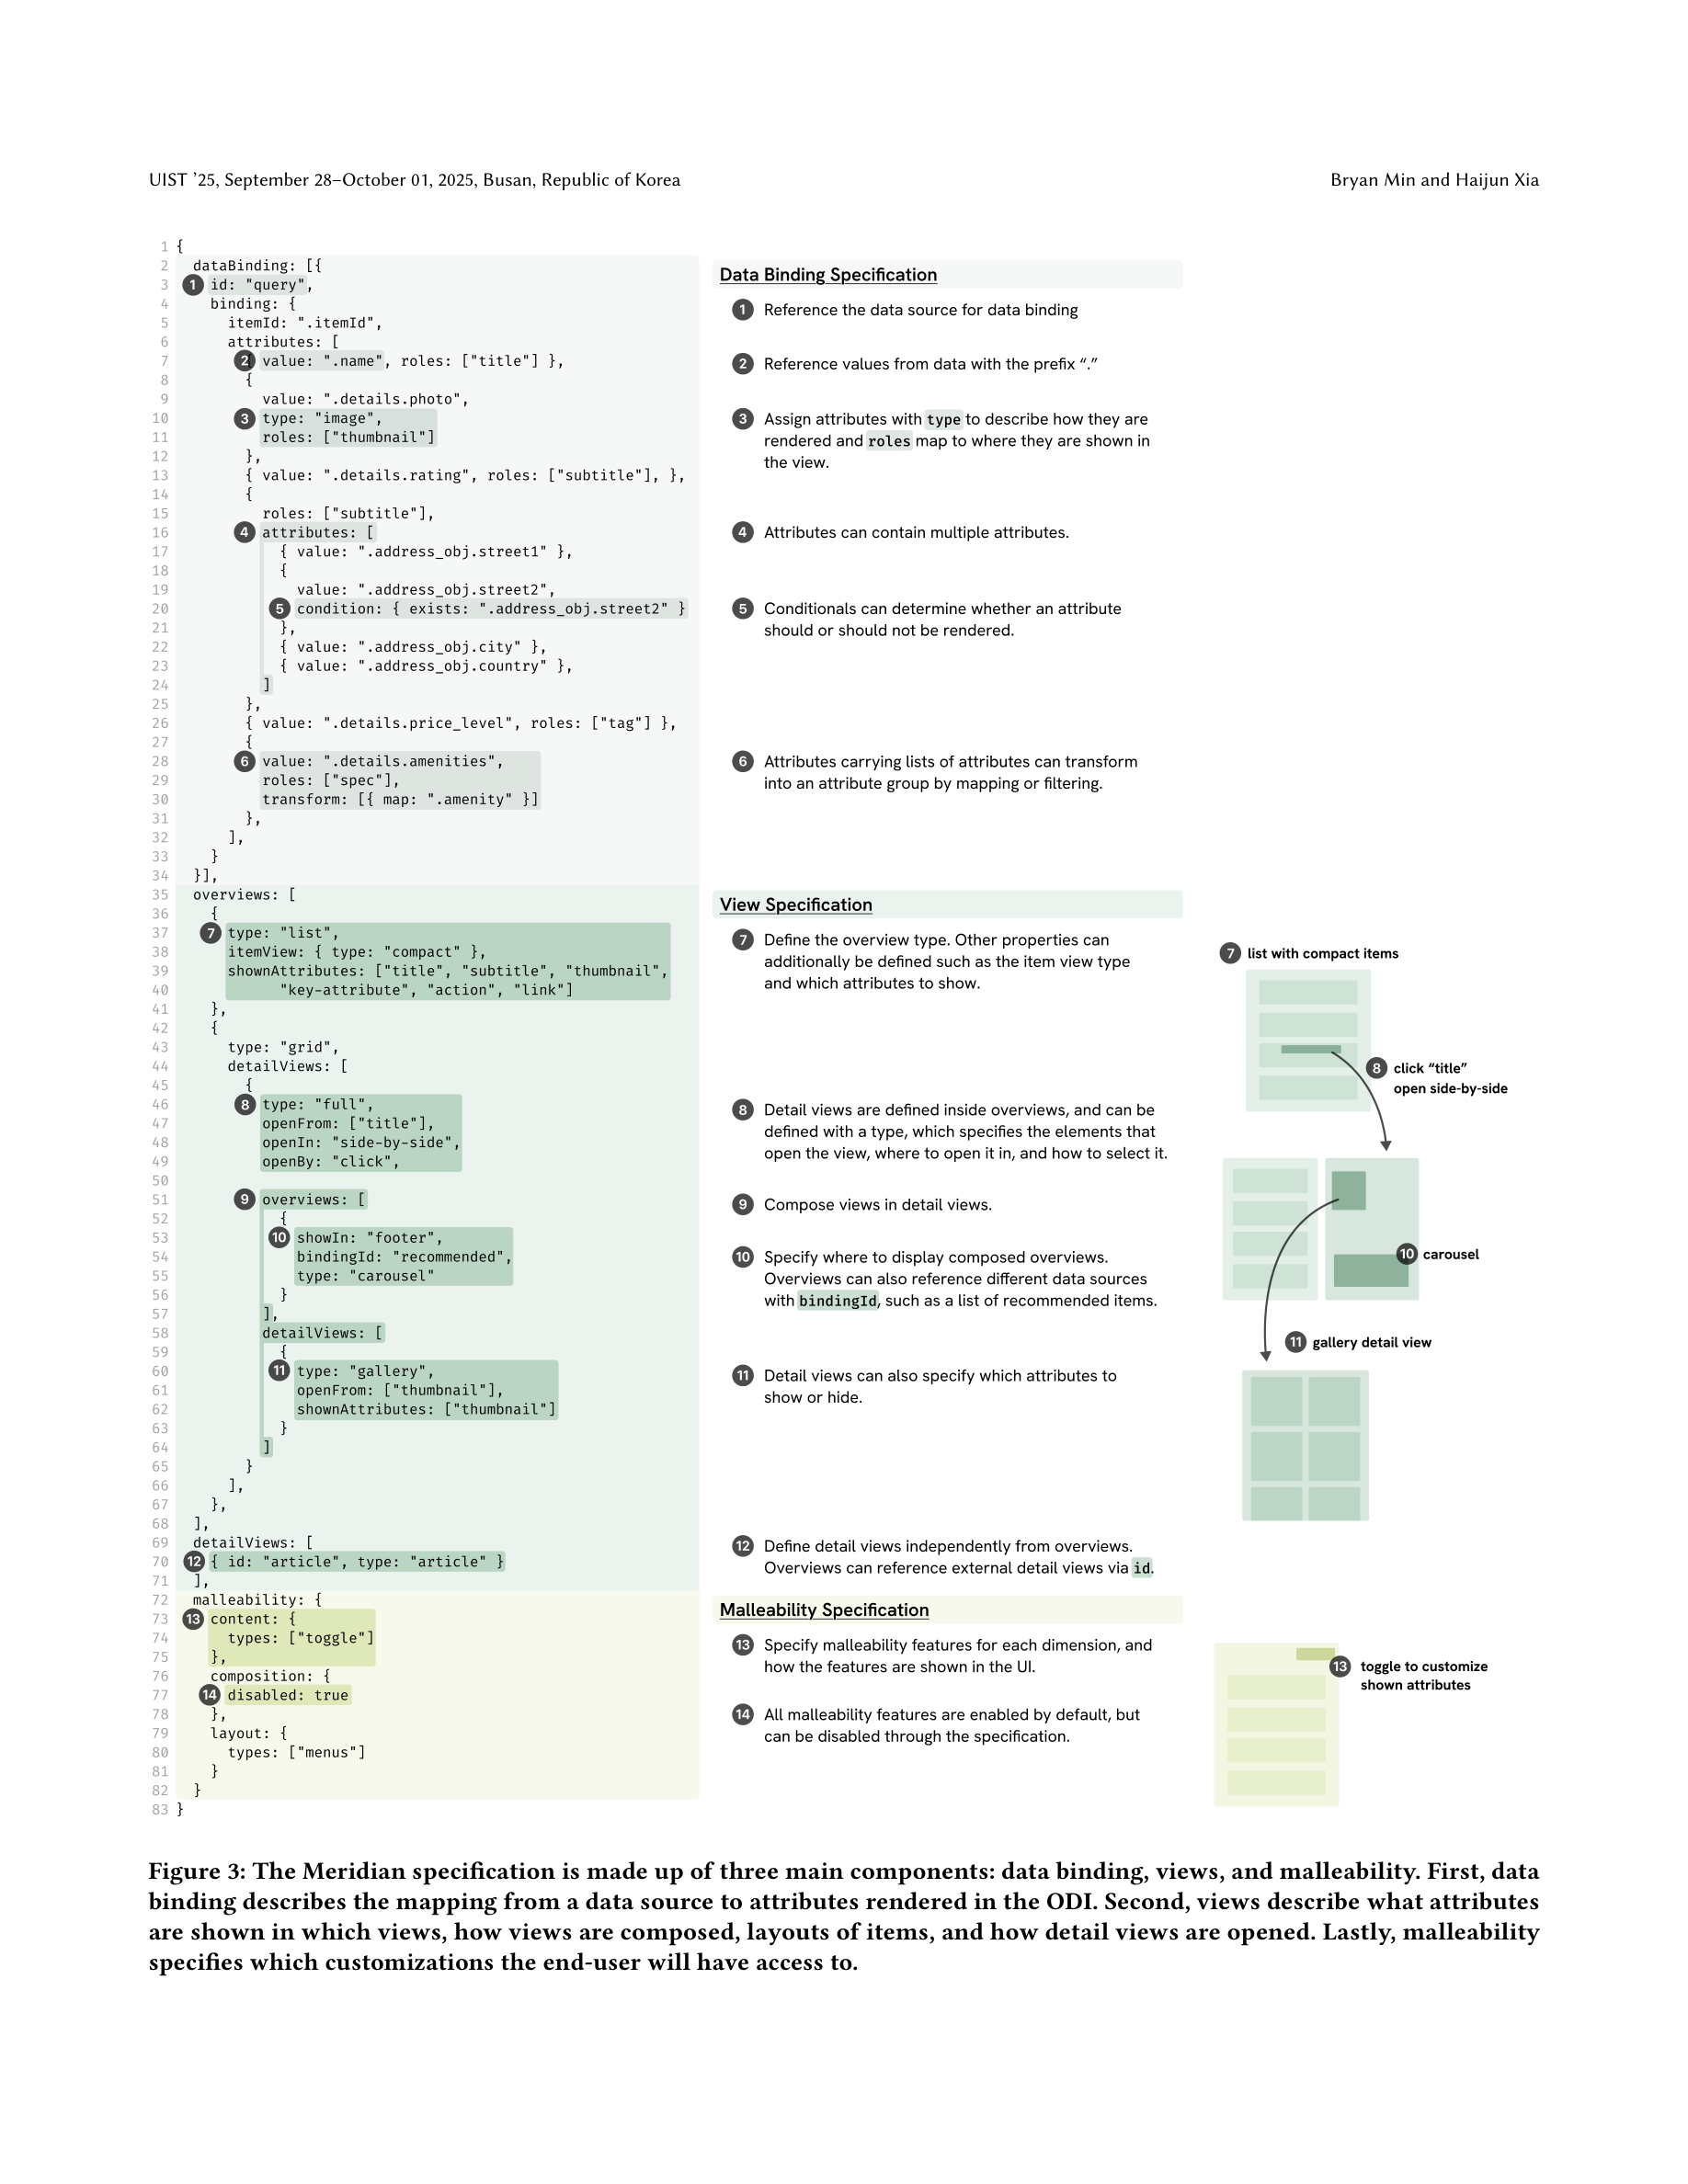 UIST ’25, September 28–October 01, 2025, Busan, Republic of Korea
Bryan Min and Haijun Xia
1 {
2 dataBinding: [{
3 1 id: "query",
4 binding: {
5 itemId: ".itemId",
6 attributes: [
7 2 value: ".name", roles: ["title"] },
8 {
9 value: ".details.photo",
10 3 type: "image",
11 roles: ["thumbnail"]
12 },
13 { value: ".details.rating", roles: ["subtitle"], },
14 {
15 roles: ["subtitle"],
16 4 attributes: [
17 { value: ".address_obj.street1" },
18 {
19 value: ".address_obj.street2",
20 5 condition: { exists: ".address_obj.street2" }
21 },
22 { value: ".address_obj.city" },
23 { value: ".address_obj.country" },
24 ]
25 },
26 { value: ".details.price_level", roles: ["tag"] },
27 {
28 6 value: ".details.amenities",
29 roles: ["spec"],
30 transform: [{ map: ".amenity" }]
31 },
32 ],
33 }
34 }],
35 overviews: [
36 {
37 7 type: "list",
38 itemView: { type: "compact" },
39 shownAttributes: ["title", "subtitle", "thumbnail",
40 "key-attribute", "action", "link"]
41 },
42 {
43 type: "grid",
44 detailViews: [
45 {
46 8 type: "full",
47 openFrom: ["title"],
48 openIn: "side-by-side",
49 openBy: "click",
50
51 9 overviews: [
52 {
53 10 showIn: "footer",
54 bindingId: "recommended",
55 type: "carousel"
56 }
57 ],
58 detailViews: [
59 {
60 11 type: "gallery",
61 openFrom: ["thumbnail"],
62 shownAttributes: ["thumbnail"]
63 }
64 ]
65 }
66 ],
67 },
68 ],
69 detailViews: [
70 12 { id: "article", type: "article" }
71 ],
72 malleability: {
73 13 content: {
74 types: ["toggle"]
75 },
76 composition: {
77 14 disabled: true
78 },
79 layout: {
80 types: ["menus"]
81 }
82 }
83 }
Data Binding Specification
1 Reference the data source for data binding
2 Reference values from data with the prefix “.”
3 Assign attributes with type to describe how they are
rendered and roles map to where they are shown in
the view.
4 Attributes can contain multiple attributes.
5 Conditionals can determine whether an attribute
should or should not be rendered.
6 Attributes carrying lists of attributes can transform
into an attribute group by mapping or filtering.
View Specification
7 Define the overview type. Other properties can
additionally be defined such as the item view type
and which attributes to show.
8 Detail views are defined inside overviews, and can be
defined with a type, which specifies the elements that
open the view, where to open it in, and how to select it.
9 Compose views in detail views.
10 Specify where to display composed overviews.
Overviews can also reference different data sources
with bindingId, such as a list of recommended items.
11 Detail views can also specify which attributes to
show or hide.
12 Define detail views independently from overviews.
Overviews can reference external detail views via id.
Malleability Specification
13 Specify malleability features for each dimension, and
how the features are shown in the UI.
14 All malleability features are enabled by default, but
can be disabled through the specification.
7 list with compact items
8 click “title”
open side-by-side
10 carousel
11 gallery detail view
13 toggle to customize
shown attributes
Figure 3: The Meridian specification is made up of three main components: data binding, views, and malleability. First, data
binding describes the mapping from a data source to attributes rendered in the ODI. Second, views describe what attributes
are shown in which views, how views are composed, layouts of items, and how detail views are opened. Lastly, malleability
specifies which customizations the end-user will have access to.